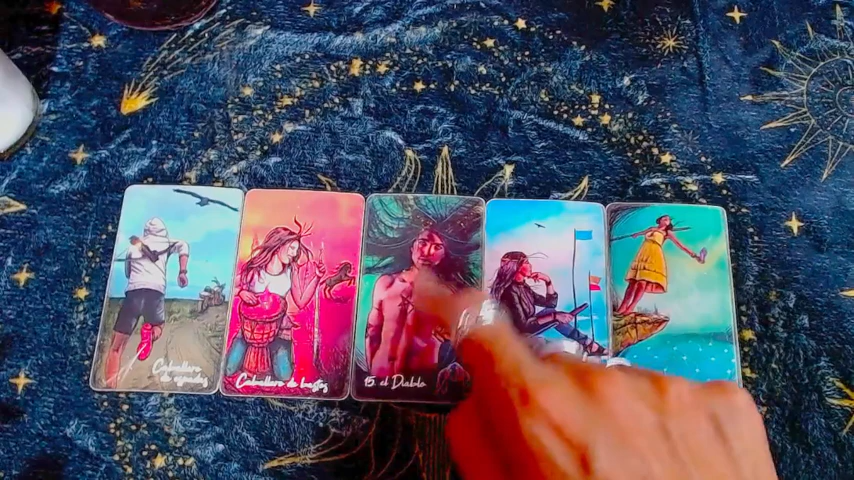 Caballero
de espadas
Caballero de bastos
15. el Diablo